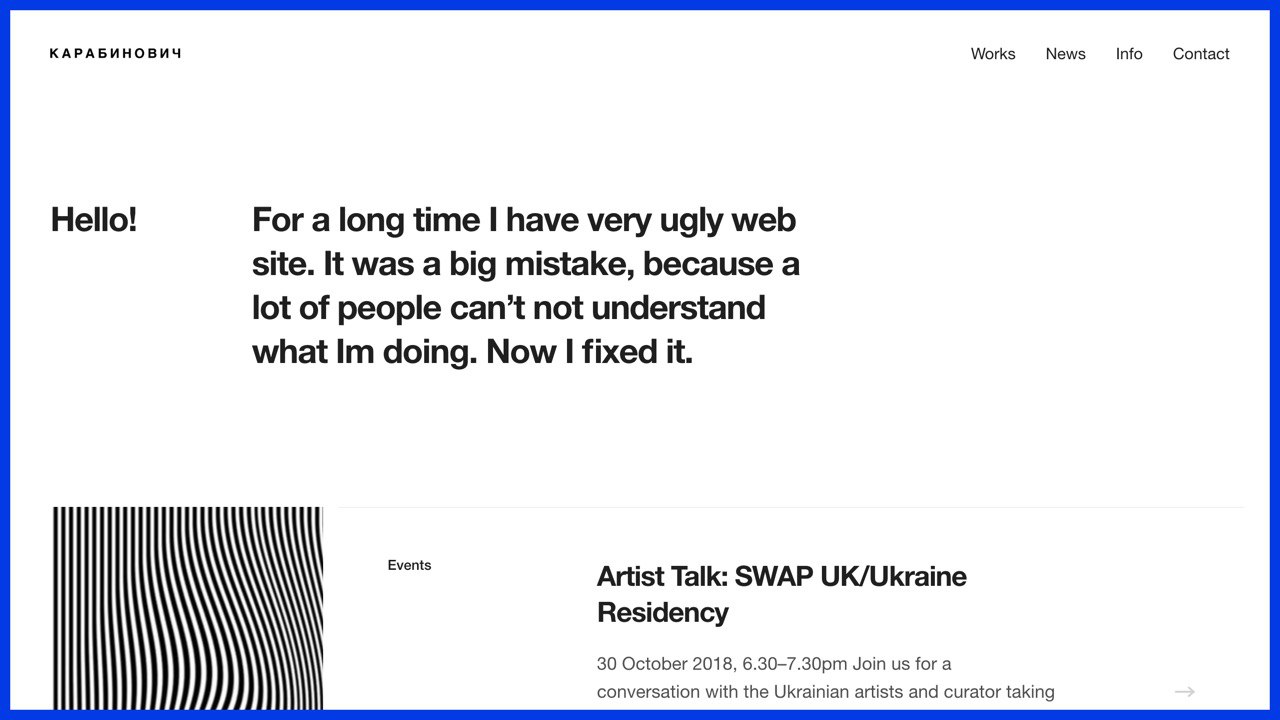 КАРАБИНОВИЧ
Works News Info Contact
Hello!
For a long time I have very ugly web
site. It was a big mistake, because a
lot of people can’t not understand
what Im doing. Now I fixed it.
Events
Artist Talk: SWAP UK/Ukraine
Residency
30 October 2018, 6.30–7.30pm Join us for a
conversation with the Ukrainian artists and curator taking